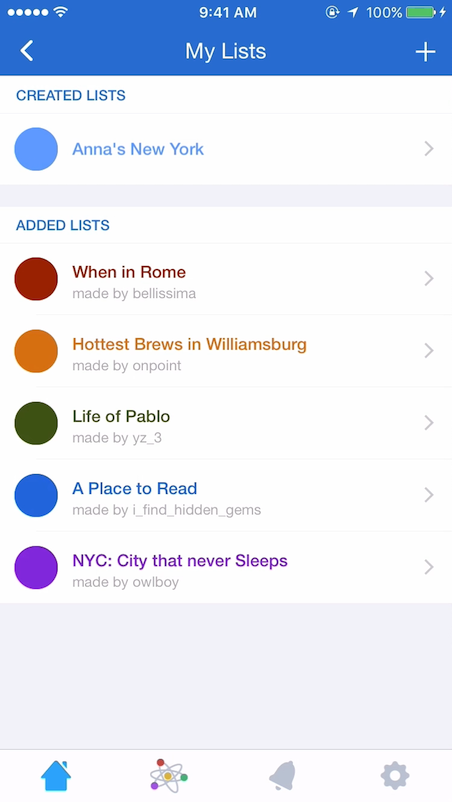 9:41 AM 100%
My Lists
CREATED LISTS
Anna's New York
ADDED LISTS
When in Rome
made by bellissima
Hottest Brews in Williamsburg
made by onpoint
Life of Pablo
made by yz_3
A Place to Read
made by i_find_hidden_gems
NYC: City that never Sleeps
made by owlboy